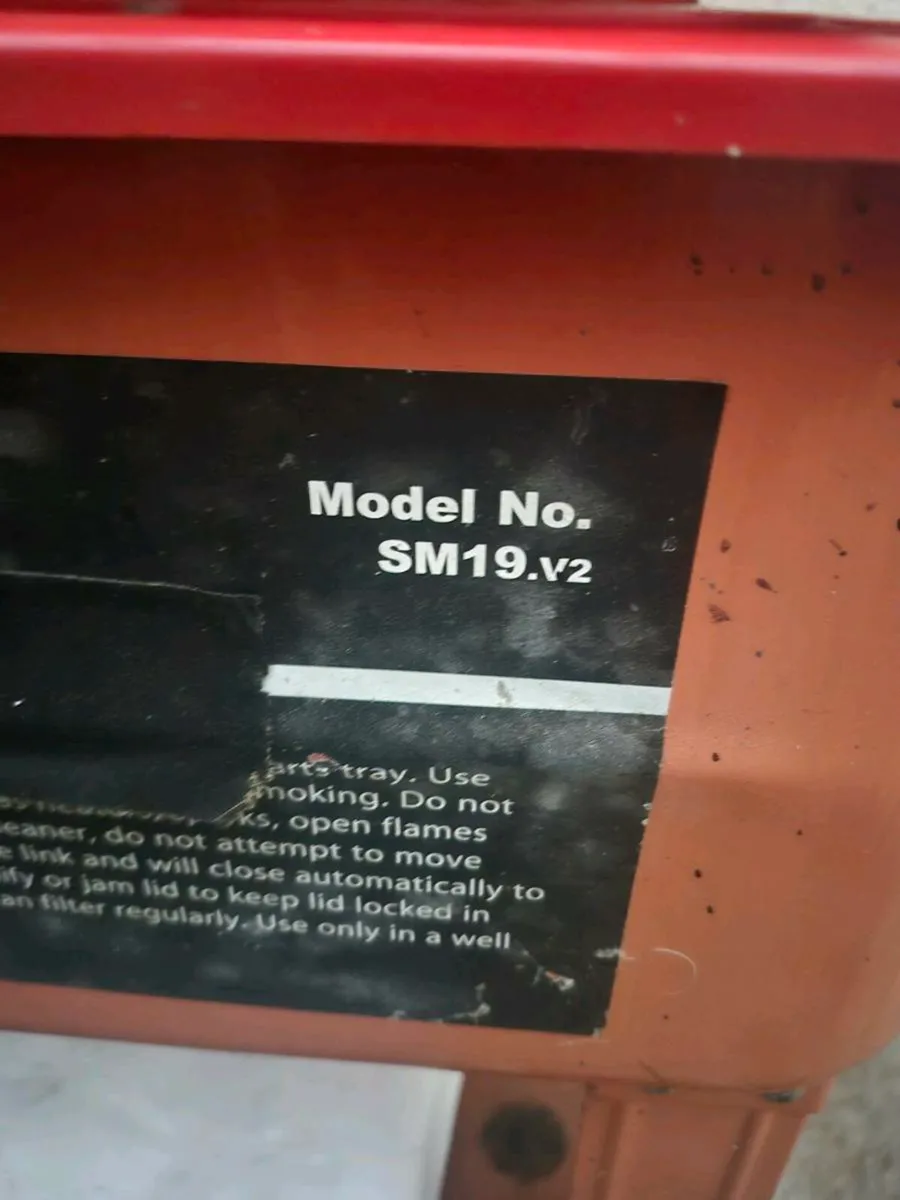 Model No.
SM19.V2
tray. Use
moking. Do not
ks, open flames
eaner, do not attempt to move
e link and will close automatically to
ify or jam lid to keep lid locked in
an filter regularly. Use only in a well